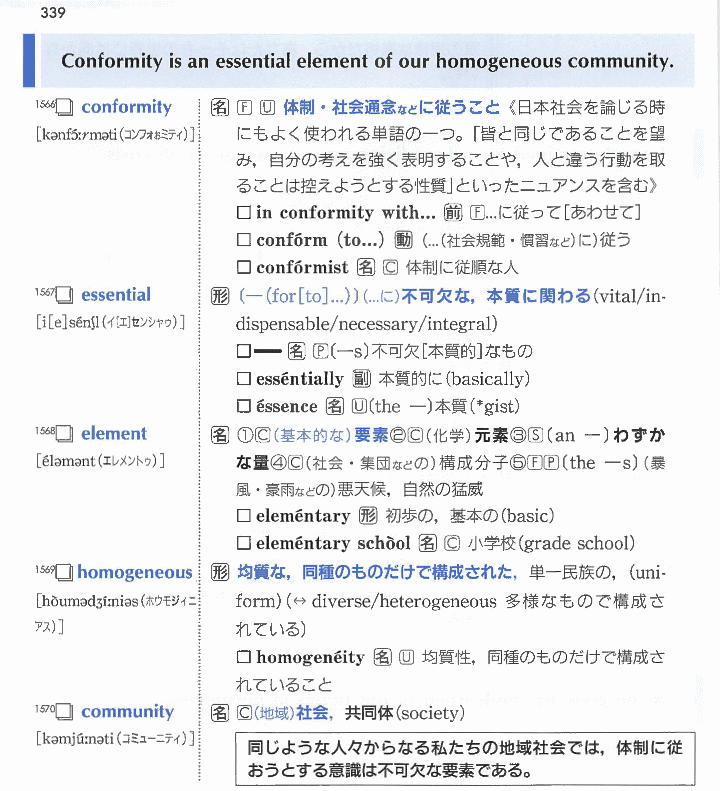 339
Conformity is an essential element of our homogeneous community.
1566□ conformity
[kənfɔ́ːrməti(コンフォぉミティ)]
名 F U 体制・社会通念などに従うこと《日本社会を論じる時
にもよく使われる単語の一つ。「皆と同じであることを望
み，自分の考えを強く表明することや，人と違う行動を取
ることは控えようとする性質」といったニュアンスを含む》
□ in conformity with... 前 F...に従って[あわせて]
□ confórm (to...) 動 (...(社会規範・慣習など)に)従う
□ confórmist 名 C 体制に従順な人
1567□ essential
[i[e]sénʃl(イ[エ]センシャゥ)]
形 (—(for[to]...))(...に)不可欠な，本質に関わる(vital/in-
dispensable/necessary/integral)
□— 名 P(—s)不可欠[本質的]なもの
□ esséntially 副 本質的に(basically)
□ éssence 名 U(the —)本質(*gist)
1568□ element
[éləmənt(エレメントゥ)]
名 ①C(基本的な)要素②C(化学)元素③S(an —)わずか
な量④C(社会・集団などの)構成分子⑤FP(the —s)(暴
風・豪雨などの)悪天候，自然の猛威
□ eleméntary 形 初歩の，基本の(basic)
□ eleméntary schòol 名 C 小学校(grade school)
1569□ homogeneous
[hòumədʒíːniəs(ホウモジィニ
アス)]
形 均質な，同種のものだけで構成された，単一民族の，(uni-
form)(↔ diverse/heterogeneous 多様なもので構成さ
れている)
□ homogenéity 名 U 均質性，同種のものだけで構成さ
れていること
1570□ community
[kəmjúːnəti(コミューニティ)]
名 C(地域)社会，共同体(society)
同じような人々からなる私たちの地域社会では，体制に従
おうとする意識は不可欠な要素である。